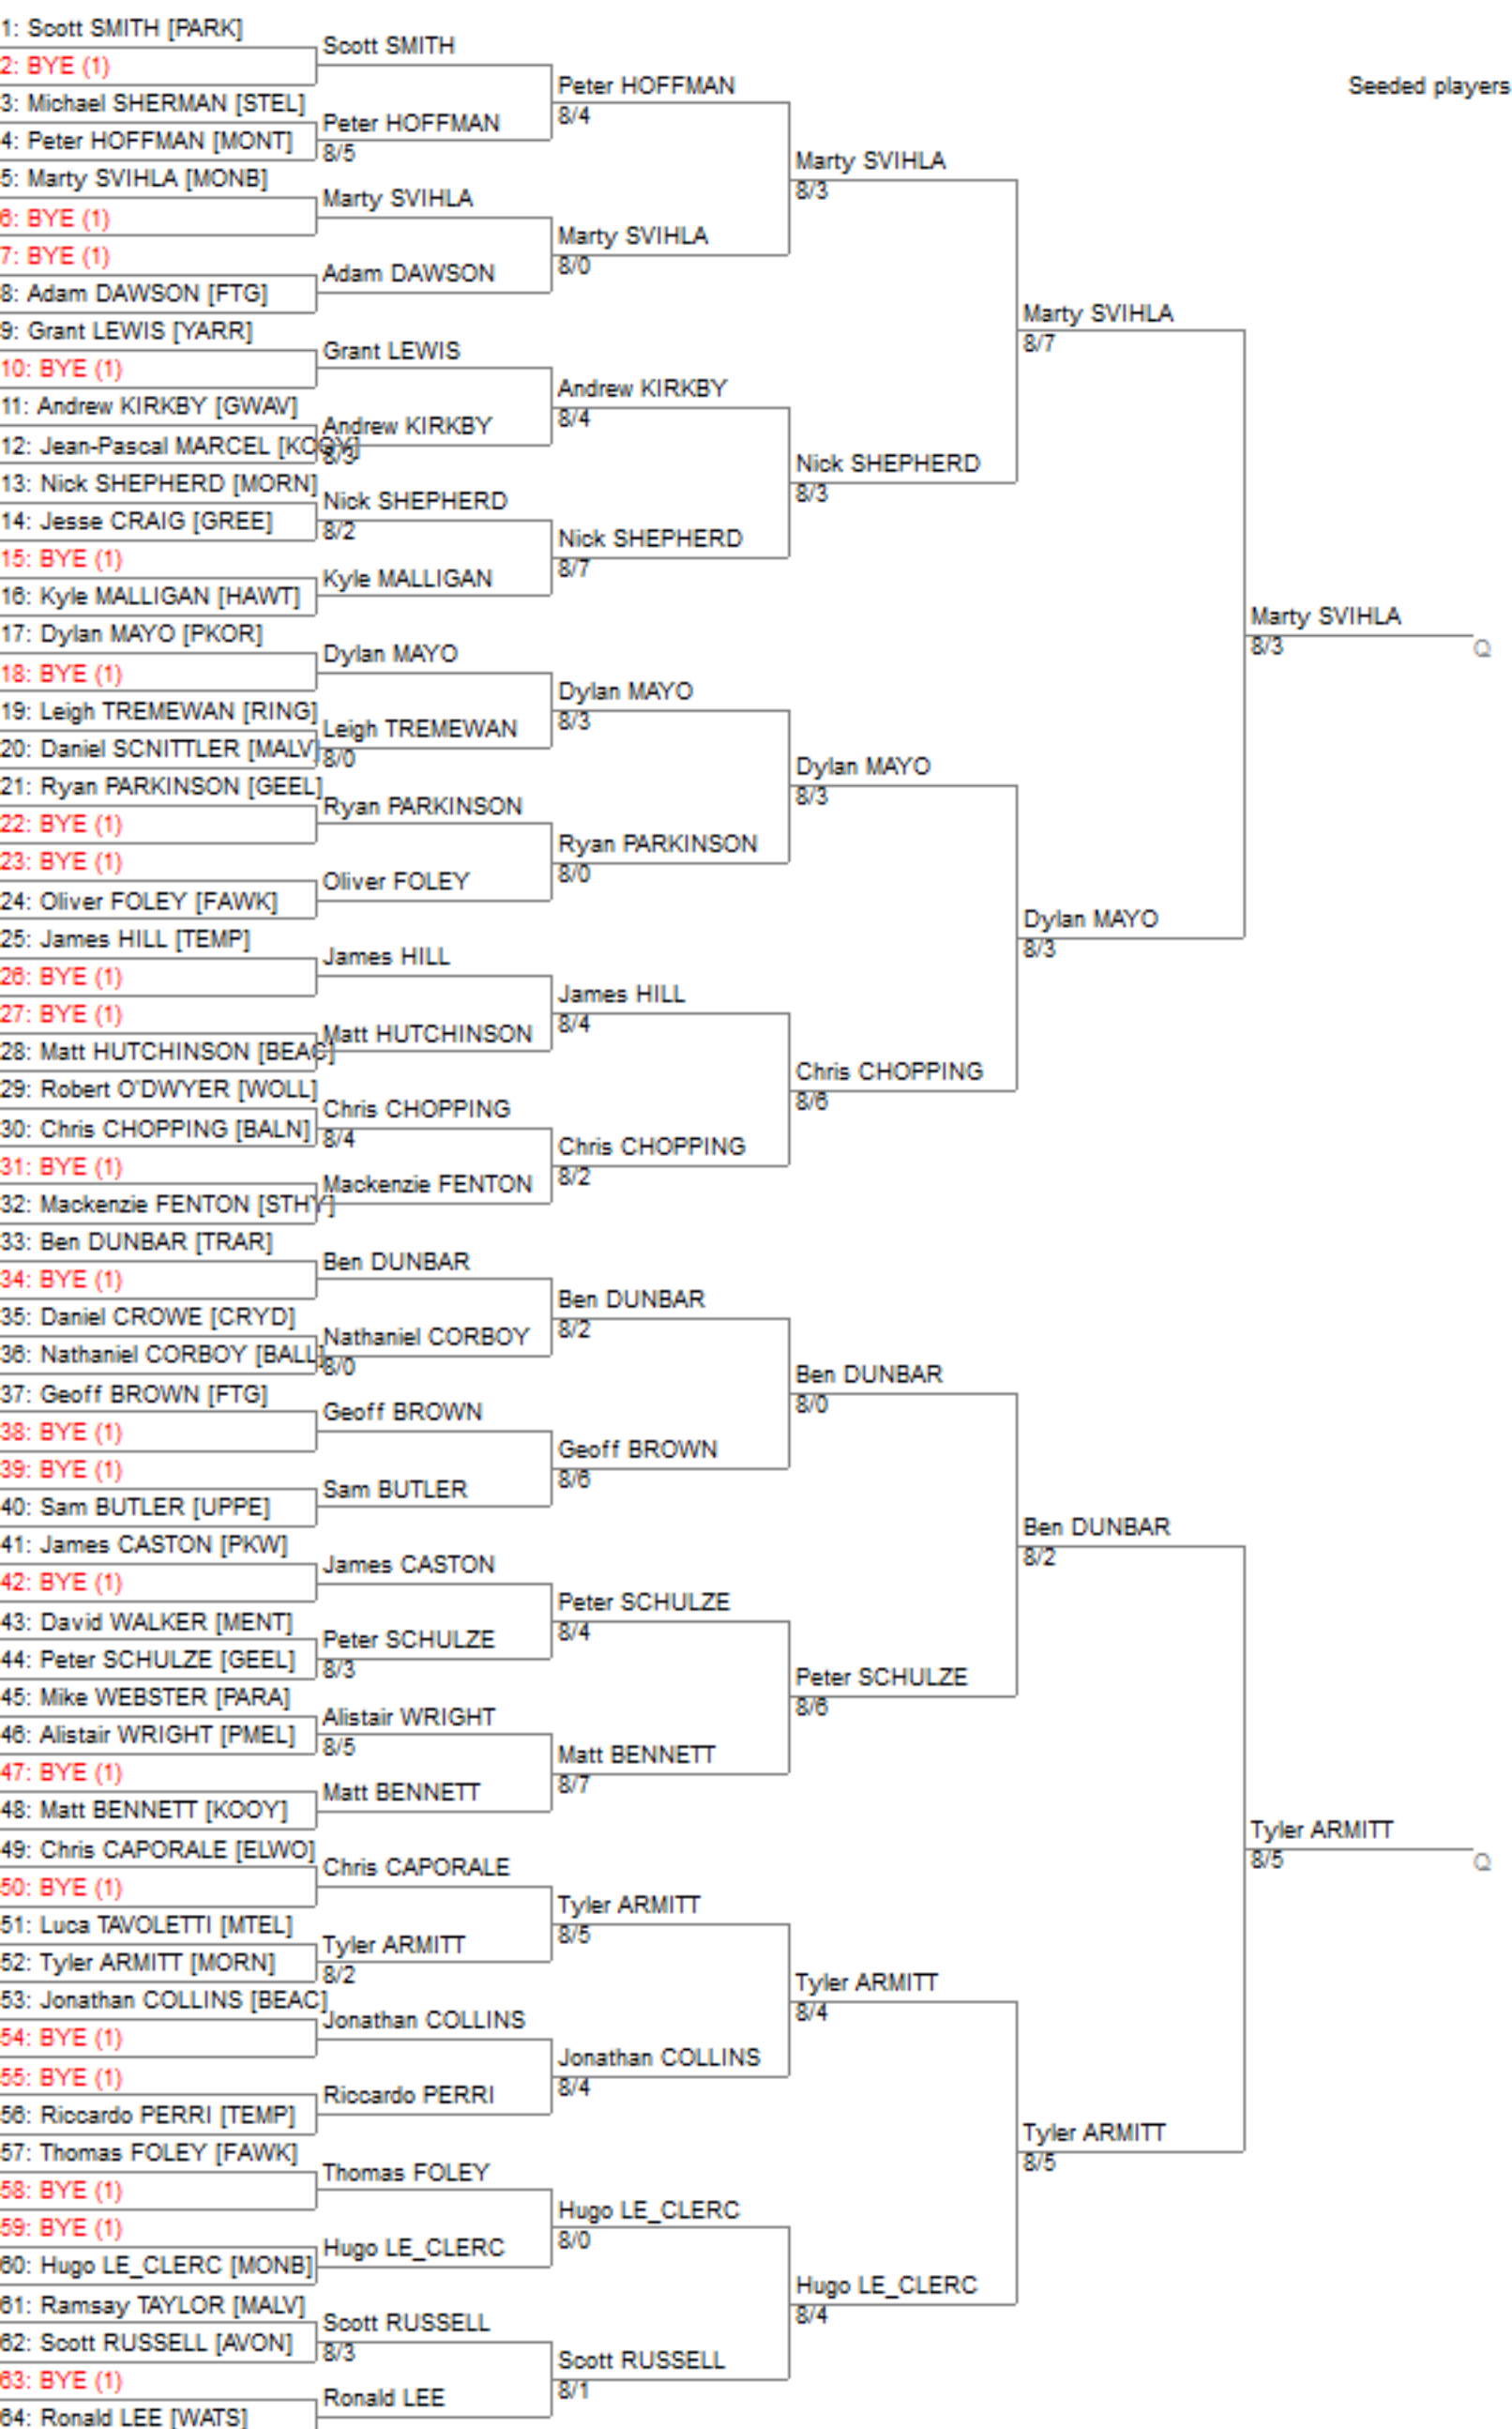 1: Scott SMITH [PARK]
2: BYE (1)
3: Michael SHERMAN [STEL]
4: Peter HOFFMAN [MONT]
5: Marty SVIHLA [MONB]
6: BYE (1)
7: BYE (1)
8: Adam DAWSON [FTG]
9: Grant LEWIS [YARR]
10: BYE (1)
11: Andrew KIRKBY [GWAV]
12: Jean-Pascal MARCEL [KOOY]
13: Nick SHEPHERD [MORN]
14: Jesse CRAIG [GREE]
15: BYE (1)
16: Kyle MALLIGAN [HAWT]
17: Dylan MAYO [PKOR]
18: BYE (1)
19: Leigh TREMEWAN [RING]
20: Daniel SCNITTLER [MALV]
21: Ryan PARKINSON [GEEL]
22: BYE (1)
23: BYE (1)
24: Oliver FOLEY [FAWK]
25: James HILL [TEMP]
26: BYE (1)
27: BYE (1)
28: Matt HUTCHINSON [BEAC]
29: Robert O'DWYER [WOLL]
30: Chris CHOPPING [BALN]
31: BYE (1)
32: Mackenzie FENTON [STHY]
33: Ben DUNBAR [TRAR]
34: BYE (1)
35: Daniel CROWE [CRYD]
36: Nathaniel CORBOY [BALL]
37: Geoff BROWN [FTG]
38: BYE (1)
39: BYE (1)
40: Sam BUTLER [UPPE]
41: James CASTON [PKW]
42: BYE (1)
43: David WALKER [MENT]
44: Peter SCHULZE [GEEL]
45: Mike WEBSTER [PARA]
46: Alistair WRIGHT [PMEL]
47: BYE (1)
48: Matt BENNETT [KOOY]
49: Chris CAPORALE [ELWO]
50: BYE (1)
51: Luca TAVOLETTI [MTEL]
52: Tyler ARMITT [MORN]
53: Jonathan COLLINS [BEAC]
54: BYE (1)
55: BYE (1)
56: Riccardo PERRI [TEMP]
57: Thomas FOLEY [FAWK]
58: BYE (1)
59: BYE (1)
60: Hugo LE_CLERC [MONB]
61: Ramsay TAYLOR [MALV]
62: Scott RUSSELL [AVON]
63: BYE (1)
64: Ronald LEE [WATS]
Scott SMITH
Peter HOFFMAN
8/5
Marty SVIHLA
Adam DAWSON
Grant LEWIS
Andrew KIRKBY
8/3
Nick SHEPHERD
8/2
Kyle MALLIGAN
Dylan MAYO
Leigh TREMEWAN
8/0
Ryan PARKINSON
Oliver FOLEY
James HILL
Matt HUTCHINSON
Chris CHOPPING
8/4
Mackenzie FENTON
Ben DUNBAR
Nathaniel CORBOY
8/0
Geoff BROWN
Sam BUTLER
James CASTON
Peter SCHULZE
8/3
Alistair WRIGHT
8/5
Matt BENNETT
Chris CAPORALE
Tyler ARMITT
8/2
Jonathan COLLINS
Riccardo PERRI
Thomas FOLEY
Hugo LE_CLERC
Scott RUSSELL
8/3
Ronald LEE
Peter HOFFMAN
8/4
Marty SVIHLA
8/0
Andrew KIRKBY
8/4
Nick SHEPHERD
8/7
Dylan MAYO
8/3
Ryan PARKINSON
8/0
James HILL
8/4
Chris CHOPPING
8/2
Ben DUNBAR
8/2
Geoff BROWN
8/6
Peter SCHULZE
8/4
Matt BENNETT
8/7
Tyler ARMITT
8/5
Jonathan COLLINS
8/4
Hugo LE_CLERC
8/0
Scott RUSSELL
8/1
Marty SVIHLA
8/3
Nick SHEPHERD
8/3
Dylan MAYO
8/3
Chris CHOPPING
8/6
Ben DUNBAR
8/0
Peter SCHULZE
8/6
Tyler ARMITT
8/4
Hugo LE_CLERC
8/4
Marty SVIHLA
8/7
Dylan MAYO
8/3
Ben DUNBAR
8/2
Tyler ARMITT
8/5
Seeded players
Marty SVIHLA
8/3
Q
Tyler ARMITT
8/5
Q